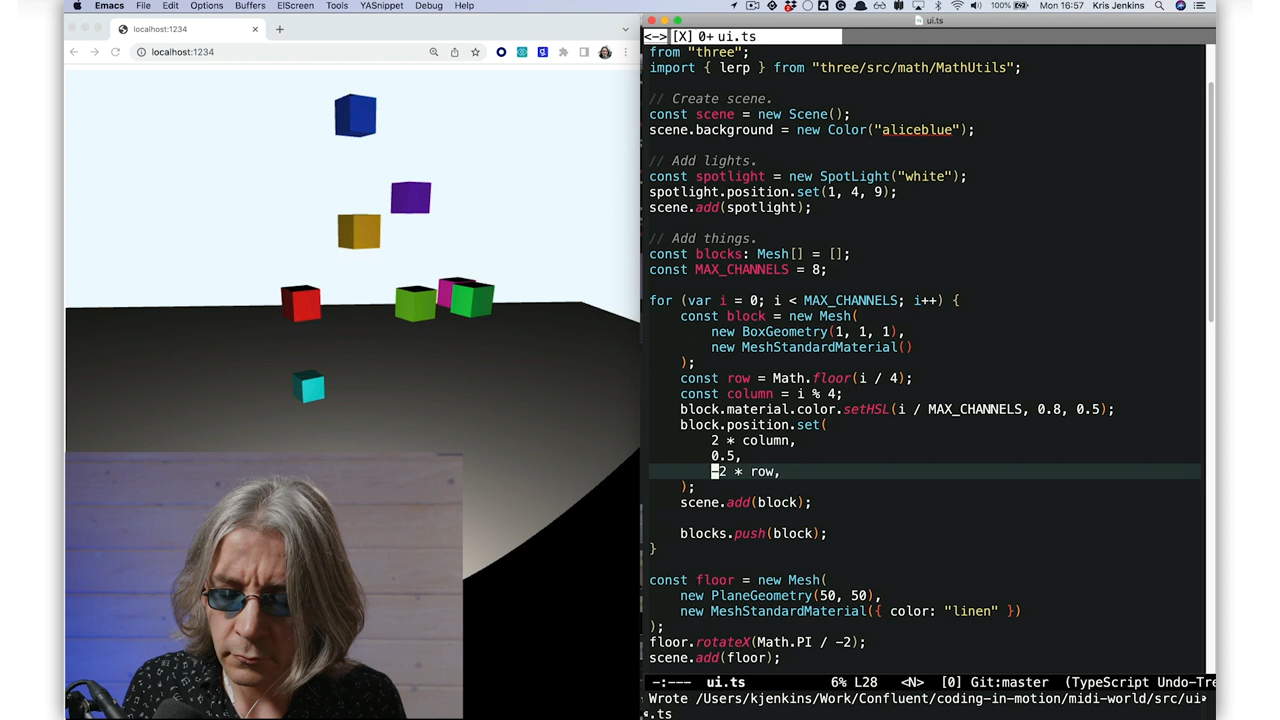 Emacs File Edit Options Buffers ElScreen Tools YASnippet Debug Help 100% Mon 16:57 Kris Jenkins
localhost:1234
localhost:1234
ui.ts
<-> [X] 0+ ui.ts
from "three";
import { lerp } from "three/src/math/MathUtils";
// Create scene.
const scene = new Scene();
scene.background = new Color("aliceblue");
// Add lights.
const spotlight = new SpotLight("white");
spotlight.position.set(1, 4, 9);
scene.add(spotlight);
// Add things.
const blocks: Mesh[] = [];
const MAX_CHANNELS = 8;
for (var i = 0; i < MAX_CHANNELS; i++) {
const block = new Mesh(
new BoxGeometry(1, 1, 1),
new MeshStandardMaterial()
);
const row = Math.floor(i / 4);
const column = i % 4;
block.material.color.setHSL(i / MAX_CHANNELS, 0.8, 0.5);
block.position.set(
2 * column,
0.5,
-2 * row,
);
scene.add(block);
blocks.push(block);
}
const floor = new Mesh(
new PlaneGeometry(50, 50),
new MeshStandardMaterial({ color: "linen" })
);
floor.rotateX(Math.PI / -2);
scene.add(floor);
-:--- ui.ts 6% L28 <N> [0] Git:master (TypeScript Undo-Tre
Wrote /Users/kjenkins/Work/Confluent/coding-in-motion/midi-world/src/ui
.ts